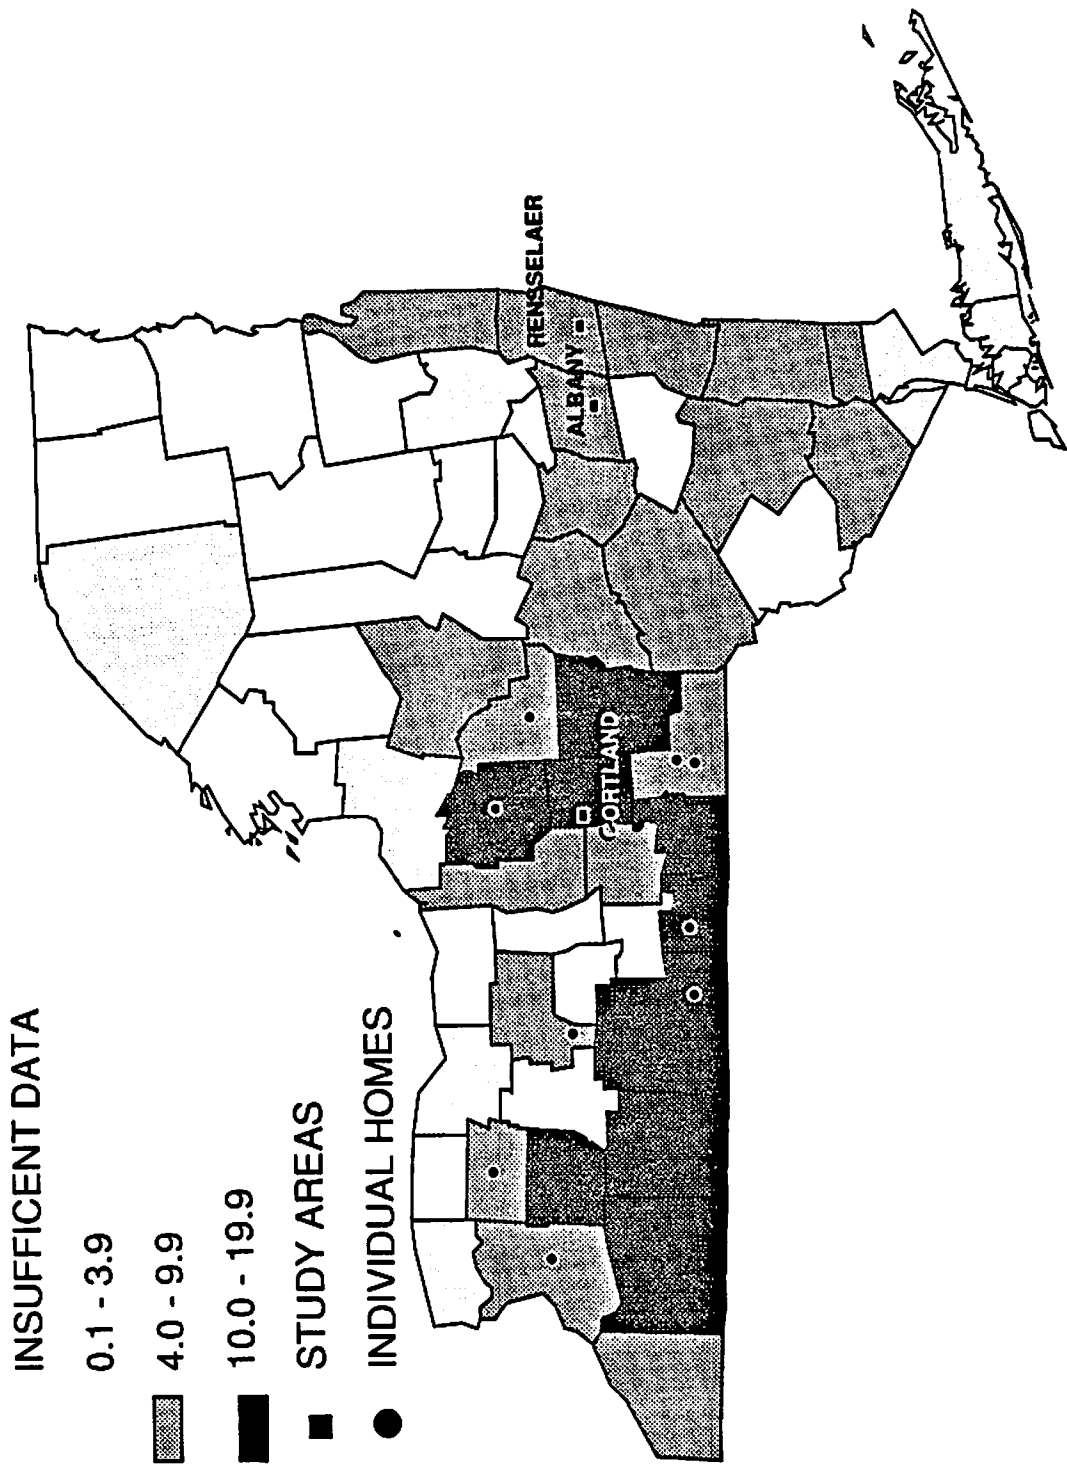 INSUFFICENT DATA
0.1 - 3.9
4.0 - 9.9
10.0 - 19.9
STUDY AREAS
INDIVIDUAL HOMES
RENSSELAER
ALBANY
CORTLAND